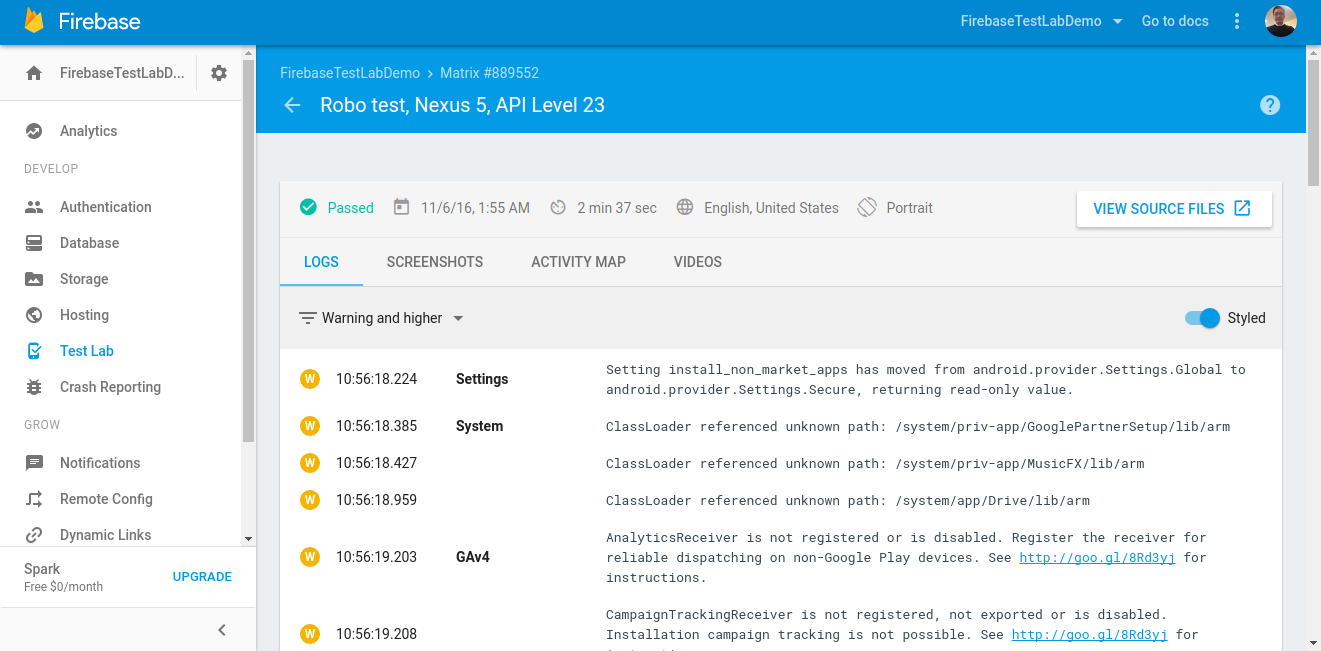 Firebase
FirebaseTestLabDemo
Go to docs
FirebaseTestLabD...
Analytics
DEVELOP
Authentication
Database
Storage
Hosting
Test Lab
Crash Reporting
GROW
Notifications
Remote Config
Dynamic Links
Spark
Free $0/month
UPGRADE
FirebaseTestLabDemo > Matrix #889552
Robo test, Nexus 5, API Level 23
?
Passed 11/6/16, 1:55 AM 2 min 37 sec English, United States Portrait VIEW SOURCE FILES
LOGS SCREENSHOTS ACTIVITY MAP VIDEOS
Warning and higher Styled
W 10:56:18.224 Settings Setting install_non_market_apps has moved from android.provider.Settings.Global to
android.provider.Settings.Secure, returning read-only value.
W 10:56:18.385 System ClassLoader referenced unknown path: /system/priv-app/GooglePartnerSetup/lib/arm
W 10:56:18.427 ClassLoader referenced unknown path: /system/priv-app/MusicFX/lib/arm
W 10:56:18.959 ClassLoader referenced unknown path: /system/app/Drive/lib/arm
W 10:56:19.203 GAv4 AnalyticsReceiver is not registered or is disabled. Register the receiver for
reliable dispatching on non-Google Play devices. See http://goo.gl/8Rd3yj for
instructions.
W 10:56:19.208 CampaignTrackingReceiver is not registered, not exported or is disabled.
Installation campaign tracking is not possible. See http://goo.gl/8Rd3yj for